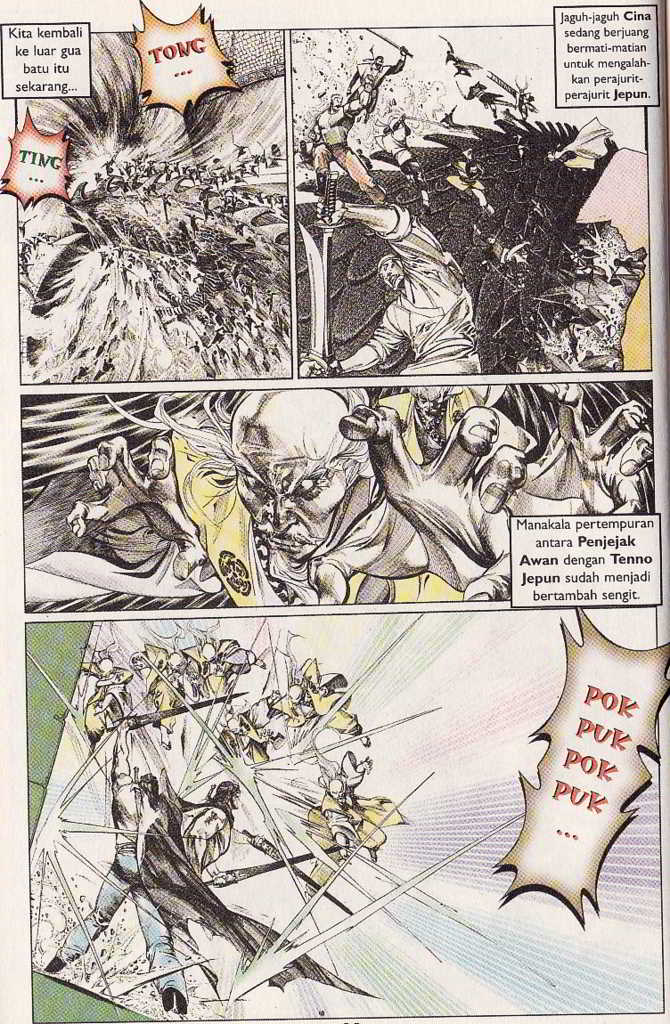 Kita kembali
ke luar gua
batu itu
sekarang...
TONG
...
TING
...
Jaguh-jaguh Cina
sedang berjuang
bermati-matian
untuk mengalah-
kan perajurit-
perajurit Jepun.
Manakala pertempuran
antara Penjejak
Awan dengan Tenno
Jepun sudah menjadi
bertambah sengit.
POK
PUK
POK
PUK
...